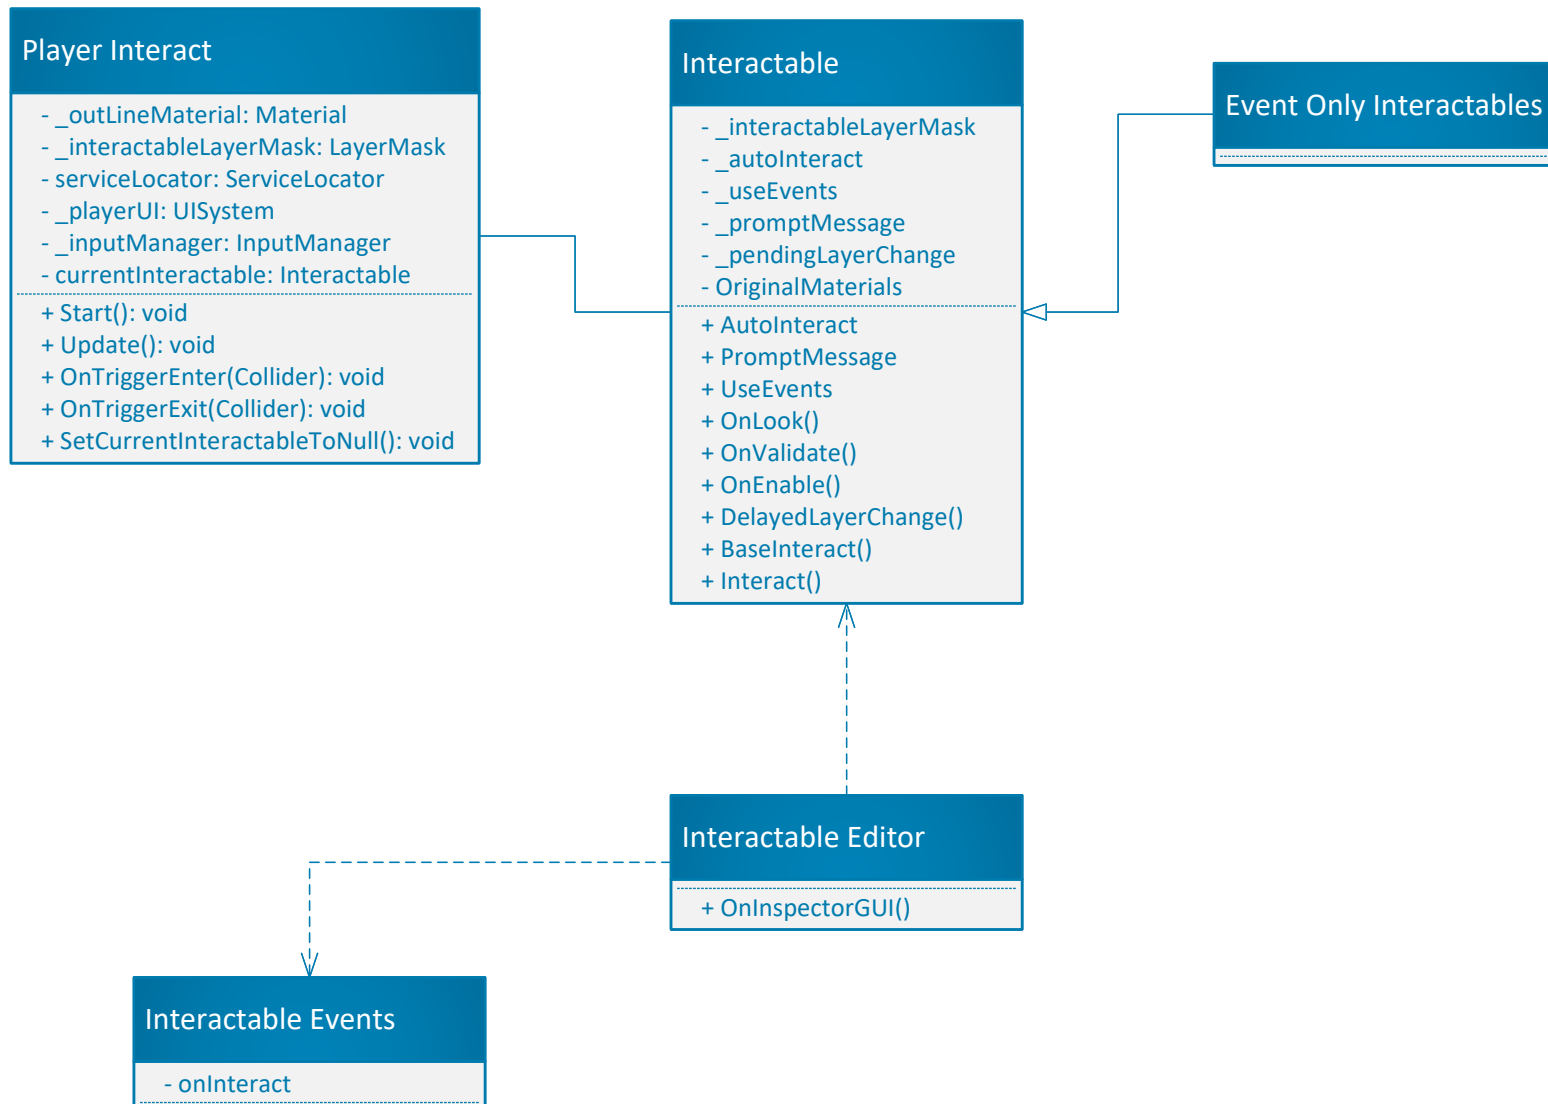 Player Interact
- _outLineMaterial: Material
- _interactableLayerMask: LayerMask
- serviceLocator: ServiceLocator
- _playerUI: UISystem
- _inputManager: InputManager
- currentInteractable: Interactable
+ Start(): void
+ Update(): void
+ OnTriggerEnter(Collider): void
+ OnTriggerExit(Collider): void
+ SetCurrentInteractableToNull(): void
Interactable
- _interactableLayerMask
- _autoInteract
- _useEvents
- _promptMessage
- _pendingLayerChange
- OriginalMaterials
+ AutoInteract
+ PromptMessage
+ UseEvents
+ OnLook()
+ OnValidate()
+ OnEnable()
+ DelayedLayerChange()
+ BaseInteract()
+ Interact()
Event Only Interactables
Interactable Editor
+ OnInspectorGUI()
Interactable Events
- onInteract